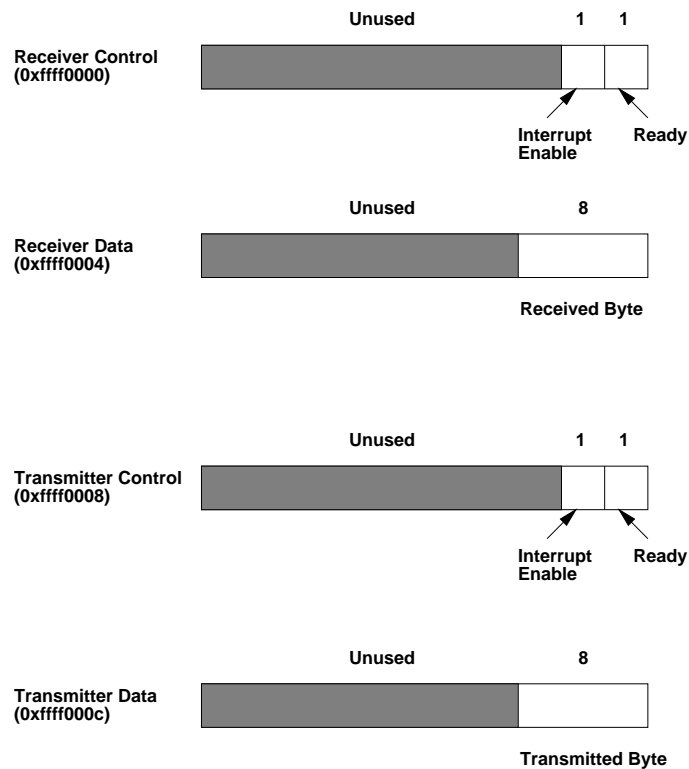 Unused 1 1
Receiver Control
(0xffff0000)
Interrupt
Enable
Ready
Unused 8
Receiver Data
(0xffff0004)
Received Byte
Unused 1 1
Transmitter Control
(0xffff0008)
Interrupt
Enable
Ready
Unused 8
Transmitter Data
(0xffff000c)
Transmitted Byte